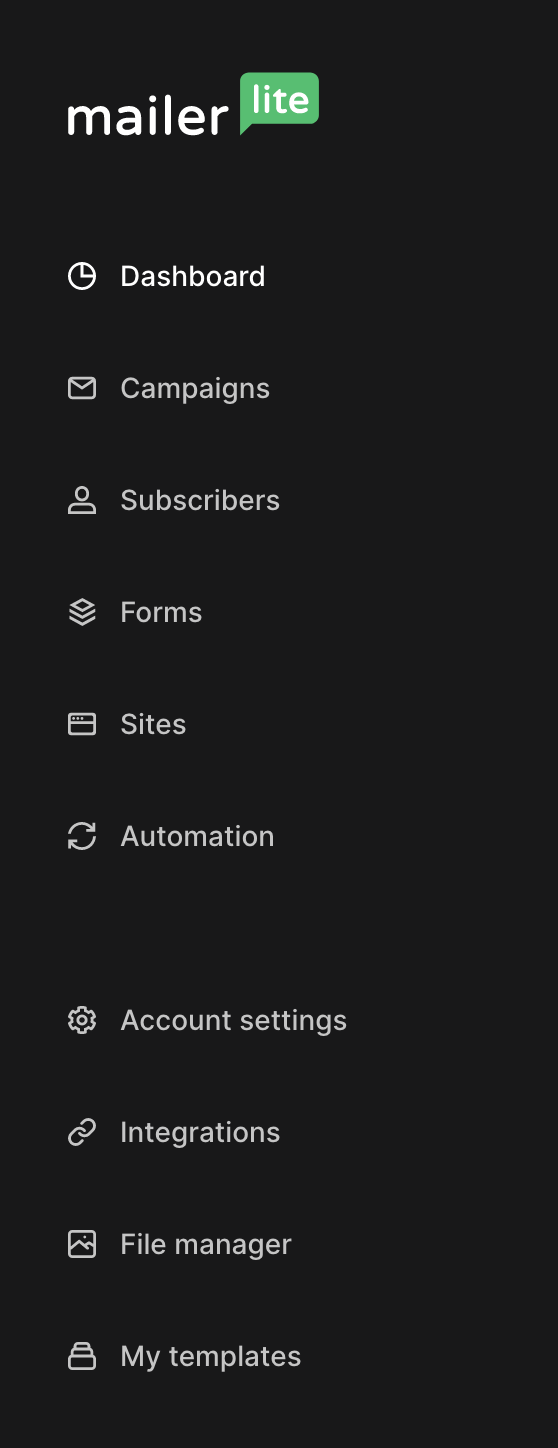 mailer lite
Dashboard
Campaigns
Subscribers
Forms
Sites
Automation
Account settings
Integrations
File manager
My templates